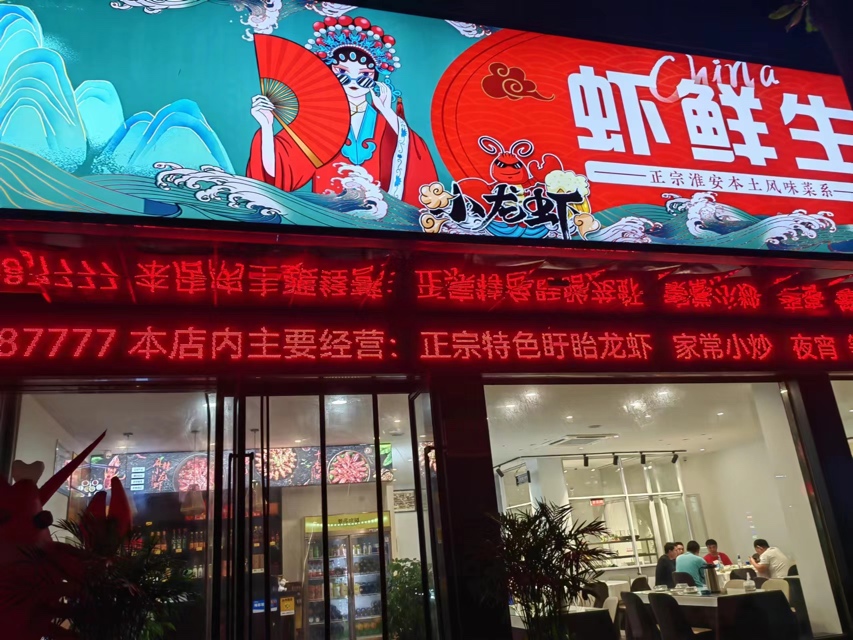 China
虾鲜生
正宗淮安本土风味菜系
小龙虾
87777 本店内主要经营：正宗特色盱眙龙虾 家常小炒 夜宵